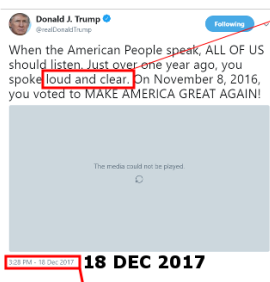 Donald J. Trump
@realDonaldTrump
Following
When the American People speak, ALL OF US
should listen. Just over one year ago, you
spoke loud and clear. On November 8, 2016,
you voted to MAKE AMERICA GREAT AGAIN!
The media could not be played
3:28 PM - 18 Dec 2017
18 DEC 2017